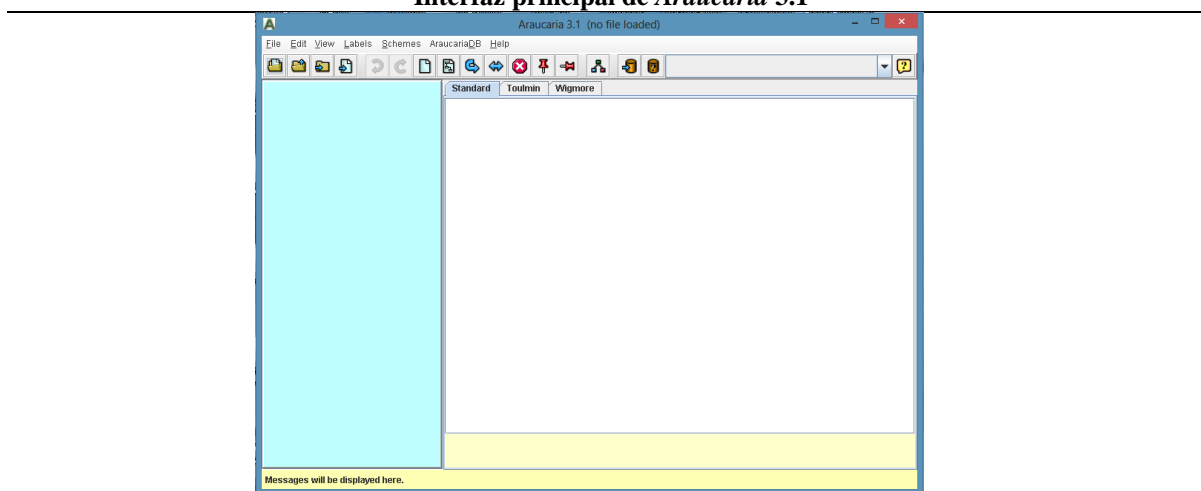 Interfaz principal de Araucaria 3.1
Araucaria 3.1 (no file loaded)
File Edit View Labels Schemes AraucariaDB Help
Standard Toulmin Wigmore
Messages will be displayed here.